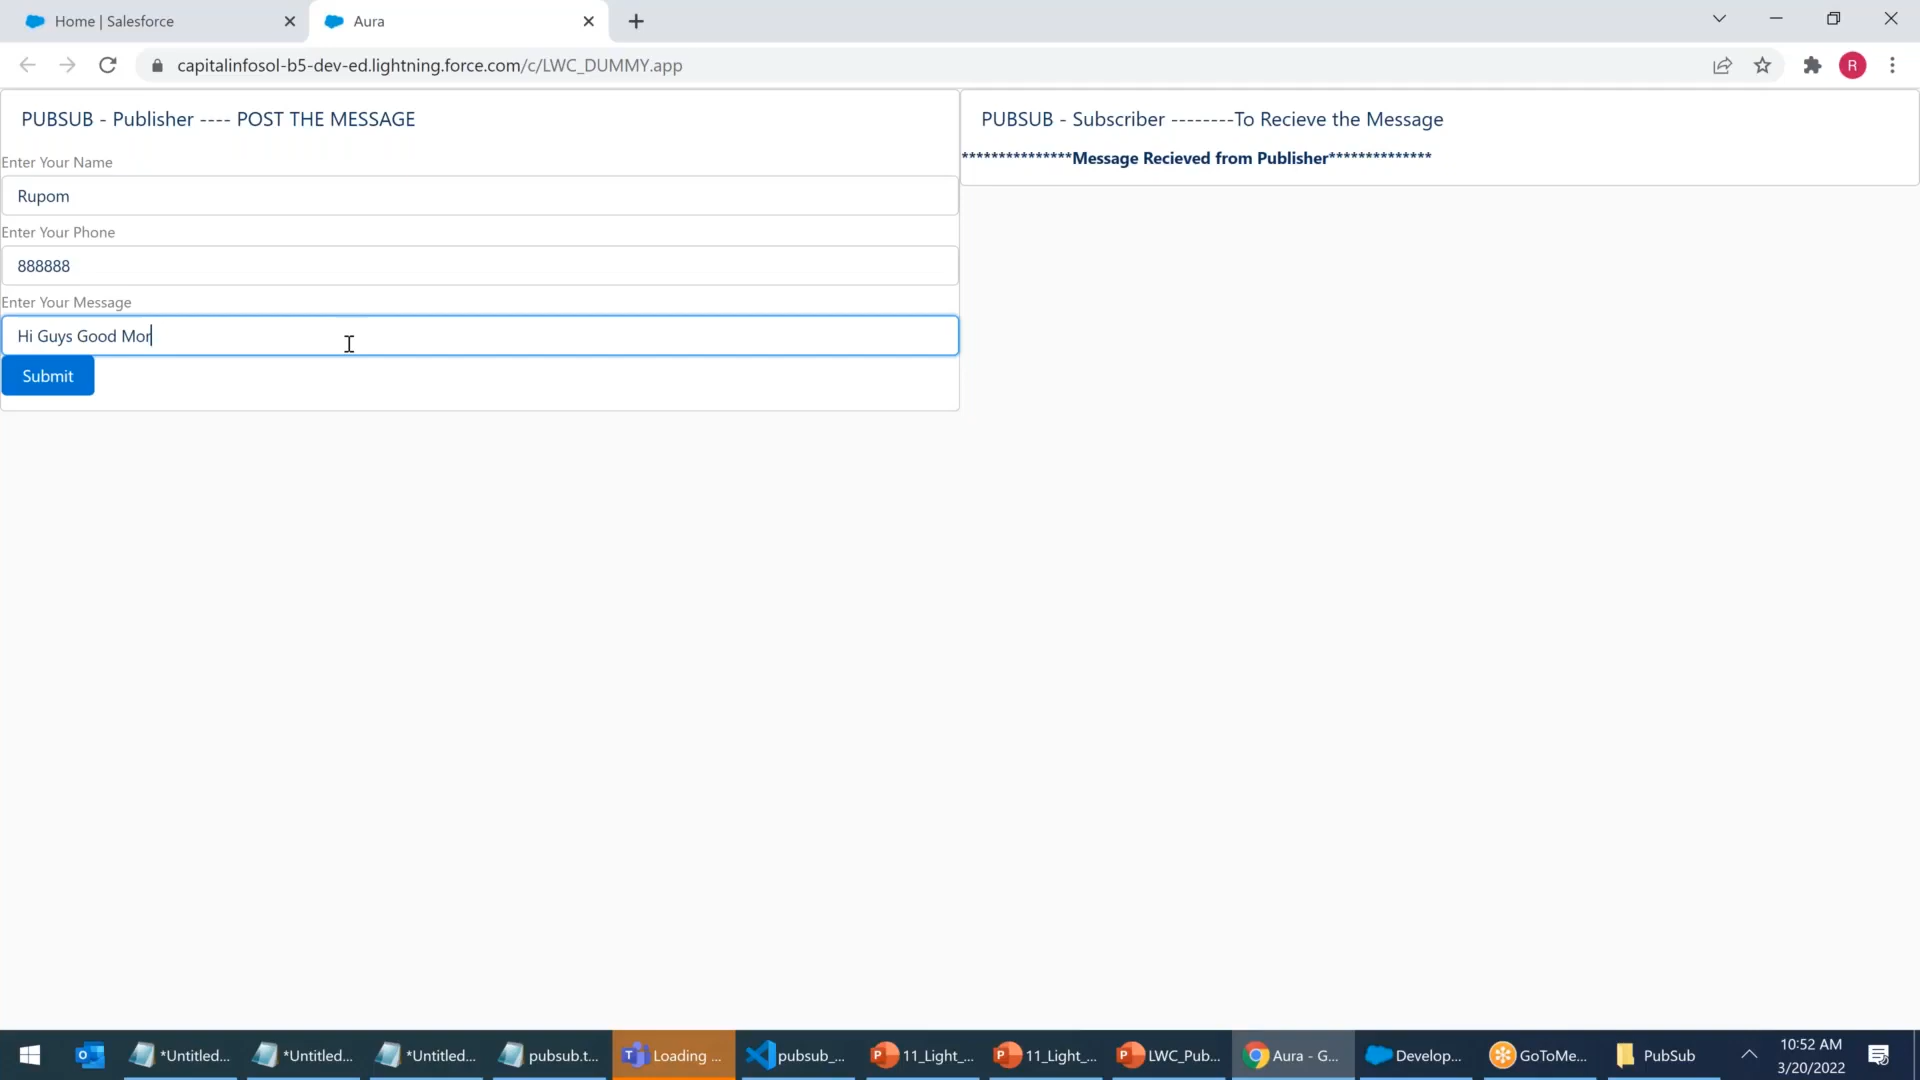 Home | Salesforce
Aura
capitalinfosol-b5-dev-ed.lightning.force.com/c/LWC_DUMMY.app
R
PUBSUB - Publisher ---- POST THE MESSAGE
Enter Your Name
Rupom
Enter Your Phone
888888
Enter Your Message
Hi Guys Good Mor
Submit
PUBSUB - Subscriber --------To Recieve the Message
***************Message Recieved from Publisher**************
*Untitled...
*Untitled...
*Untitled...
pubsub.t...
Loading ...
pubsub_...
11_Light_...
11_Light_...
LWC_Pub...
Aura - G...
Develop...
GoToMe...
PubSub
10:52 AM
3/20/2022